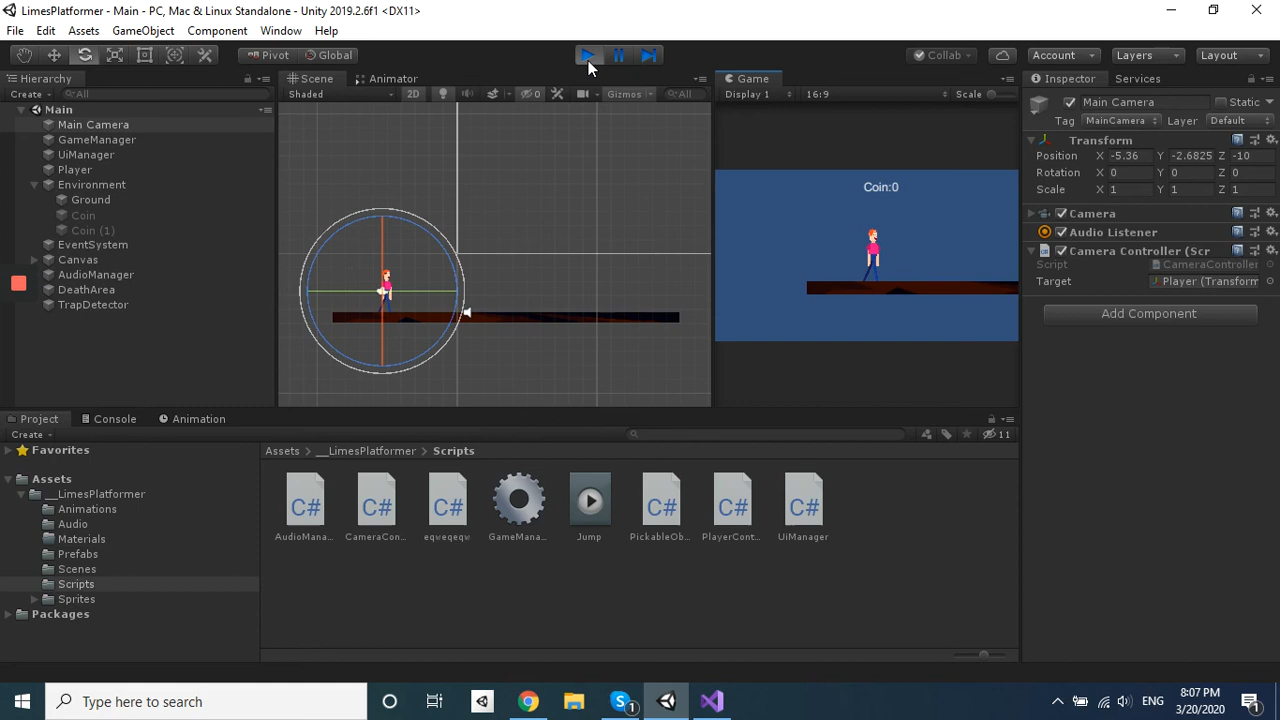 LimesPlatformer - Main - PC, Mac & Linux Standalone - Unity 2019.2.6f1 <DX11>
File Edit Assets GameObject Component Window Help
Pivot Global Collab Account Layers Layout
Hierarchy
Create All
Main
Main Camera
GameManager
UiManager
Player
Environment
Ground
Coin
Coin (1)
EventSystem
Canvas
AudioManager
DeathArea
TrapDetector
Scene Animator
Shaded 2D 0 Gizmos All
Game
Display 1 16:9 Scale
Coin:0
Inspector Services
Main Camera Static
Tag MainCamera Layer Default
Transform
Position X -5.36 Y -2.6825 Z -10
Rotation X 0 Y 0 Z 0
Scale X 1 Y 1 Z 1
Camera
Audio Listener
Camera Controller (Scr
Script CameraController
Target Player (Transform
Add Component
Project Console Animation
Create 11
Favorites
Assets
__LimesPlatformer
Animations
Audio
Materials
Prefabs
Scenes
Scripts
Sprites
Packages
Assets __LimesPlatformer Scripts
C# C# C# C# C# C#
AudioMana... CameraCon... eqweqeqw GameMana... Jump PickableOb... PlayerCont... UiManager
Type here to search
1
ENG
8:07 PM
3/20/2020
1